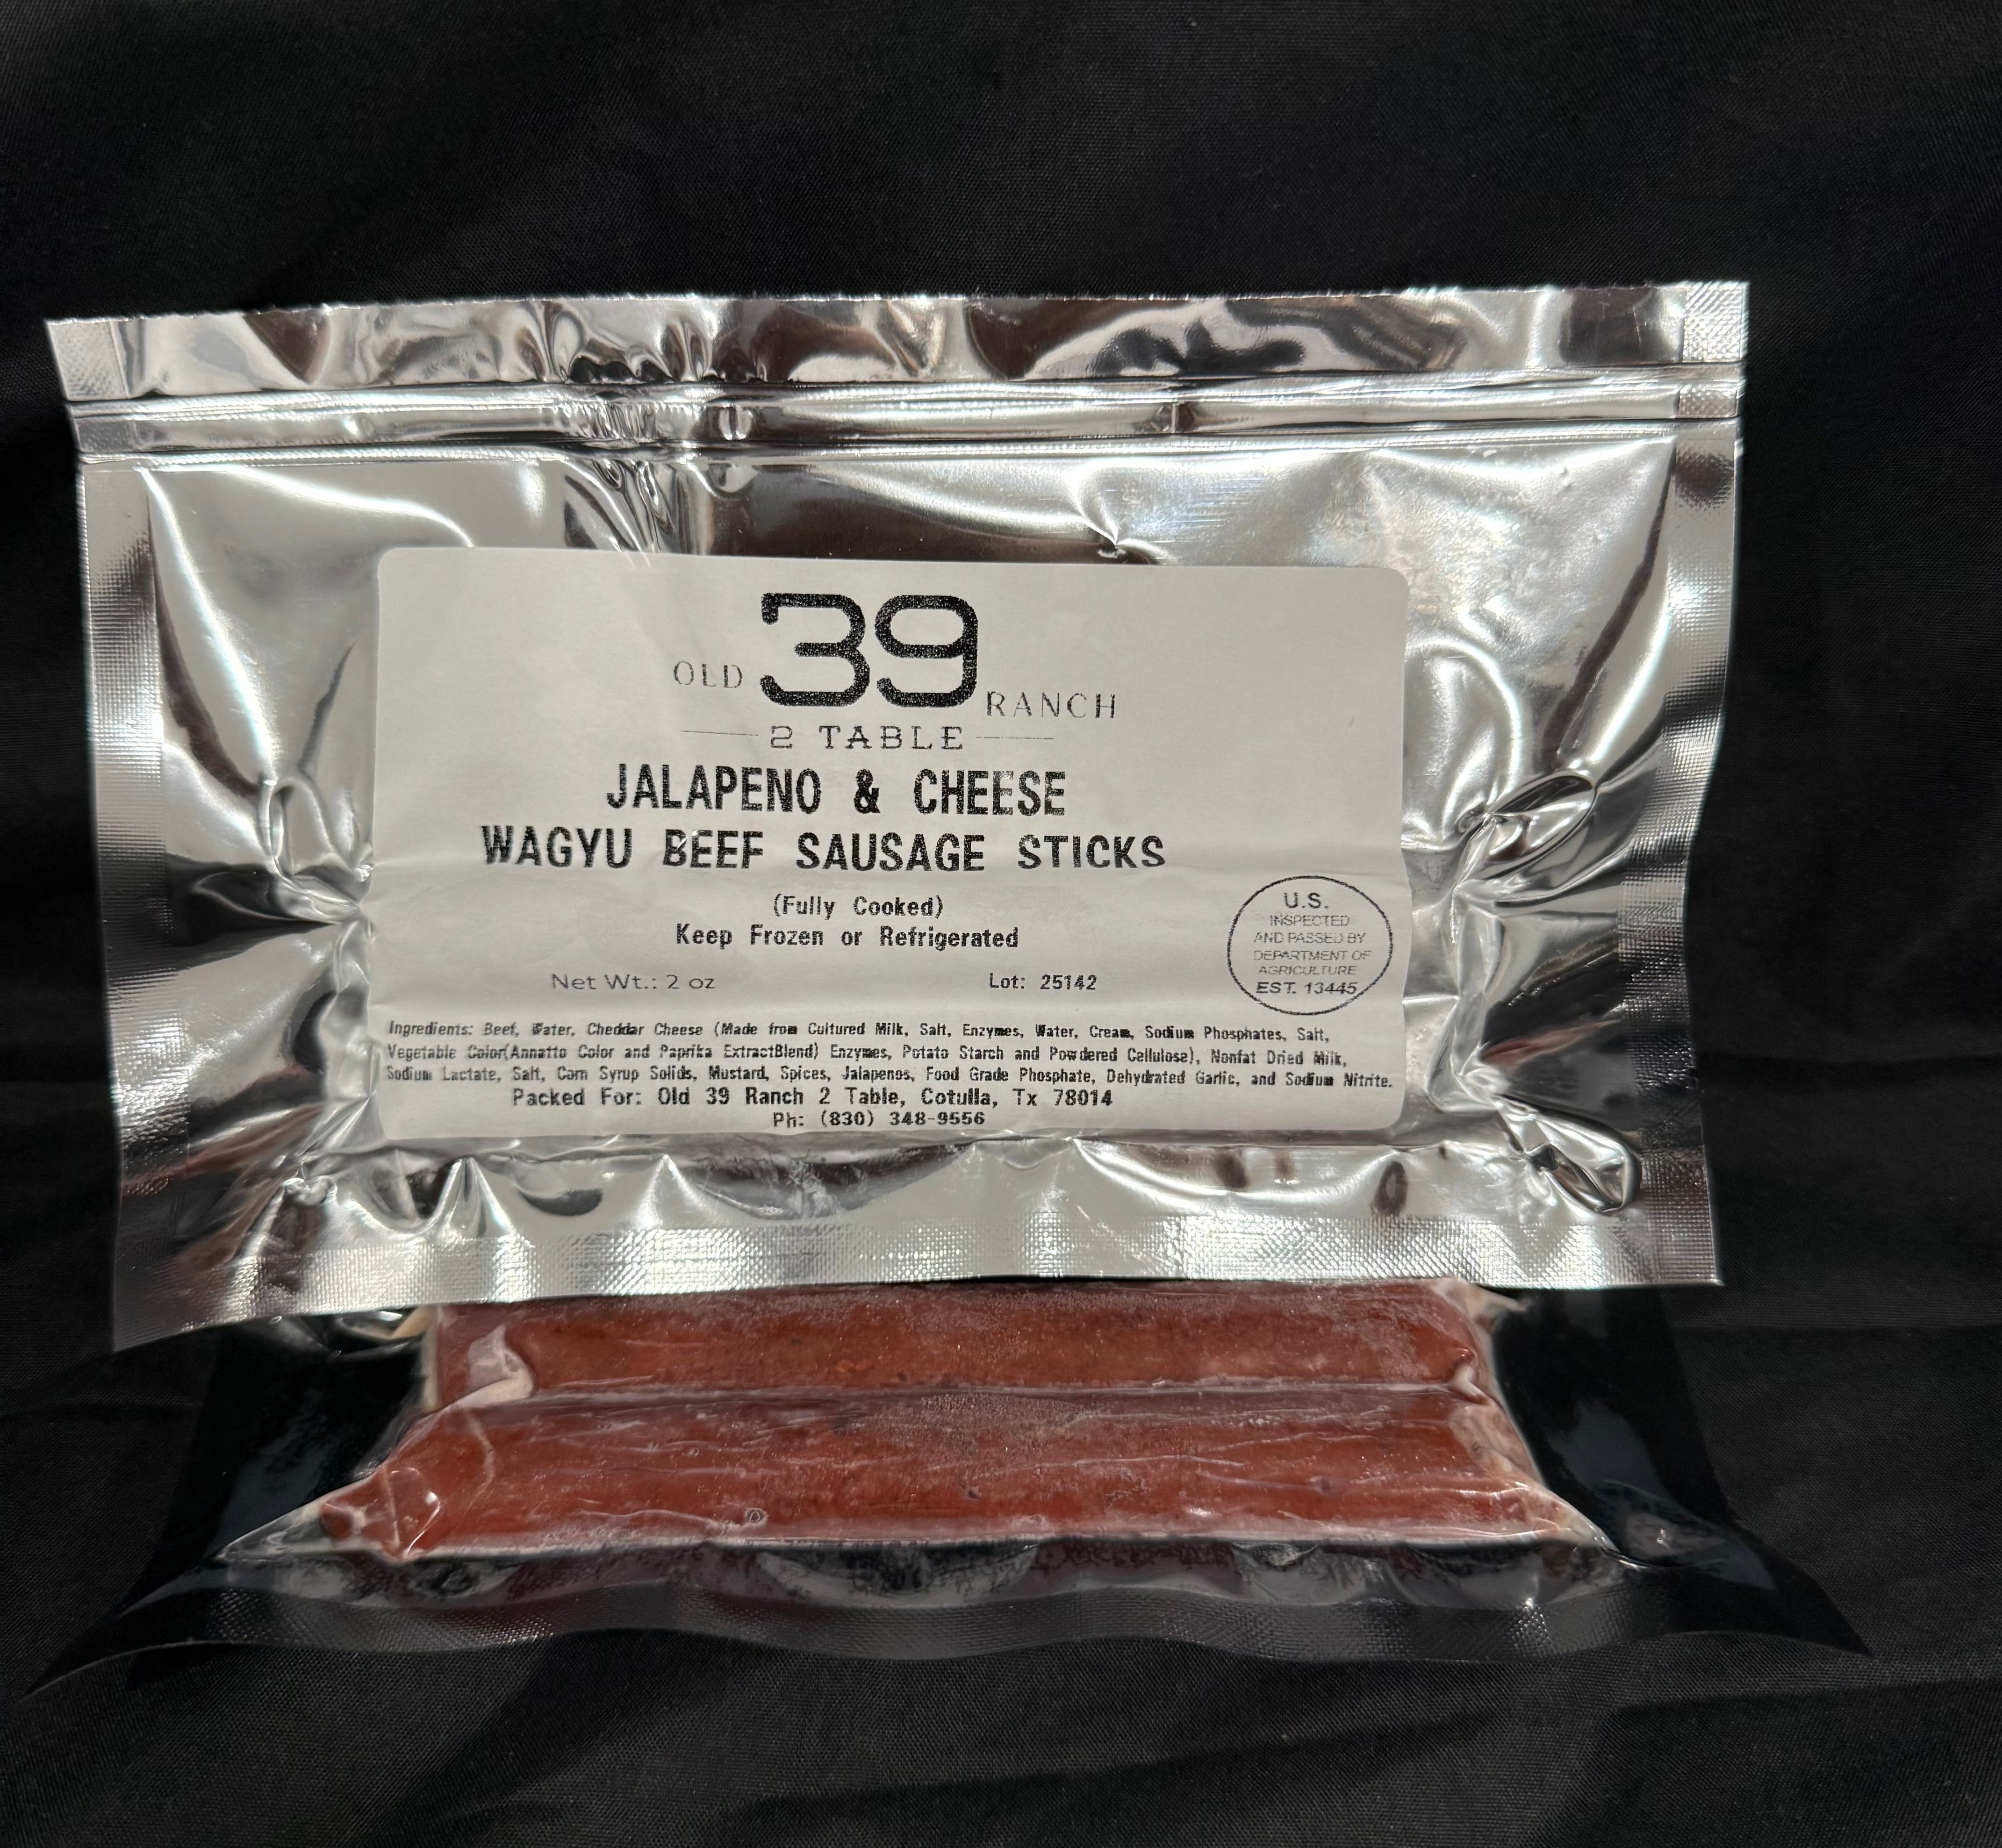 OLD 39 RANCH
2 TABLE
JALAPENO & CHEESE
WAGYU BEEF SAUSAGE STICKS
(Fully Cooked)
Keep Frozen or Refrigerated
Net Wt.: 2 oz Lot: 25142
U.S.
INSPECTED
AND PASSED BY
DEPARTMENT OF
AGRICULTURE
EST. 13445
Ingredients: Beef, Water, Cheddar Cheese (Made from Cultured Milk, Salt, Enzymes, Water, Cream, Sodium Phosphates, Salt,
Vegetable Color(Annatto Color and Paprika ExtractBlend) Enzymes, Potato Starch and Powdered Cellulose), Nonfat Dried Milk,
Sodium Lactate, Salt, Corn Syrup Solids, Mustard, Spices, Jalapenos, Food Grade Phosphate, Dehydrated Garlic, and Sodium Nitrite.
Packed For: Old 39 Ranch 2 Table, Cotulla, Tx 78014
Ph: (830) 348-9556